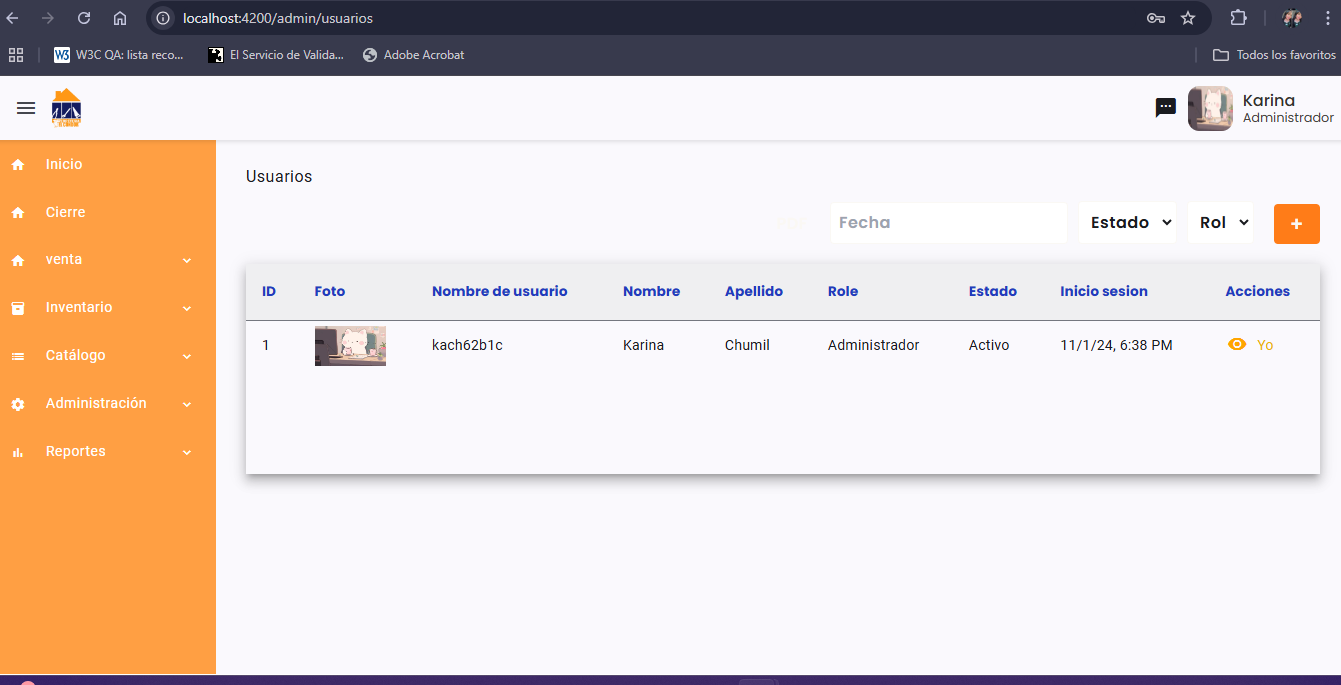 localhost:4200/admin/usuarios
W3C QA: lista reco...
El Servicio de Valida...
Adobe Acrobat
Todos los favoritos
Karina
Administrador
Inicio
Cierre
venta
Inventario
Catálogo
Administración
Reportes
Usuarios
Fecha Estado Rol +
ID Foto Nombre de usuario Nombre Apellido Role Estado Inicio sesion Acciones
1 kach62b1c Karina Chumil Administrador Activo 11/1/24, 6:38 PM Yo